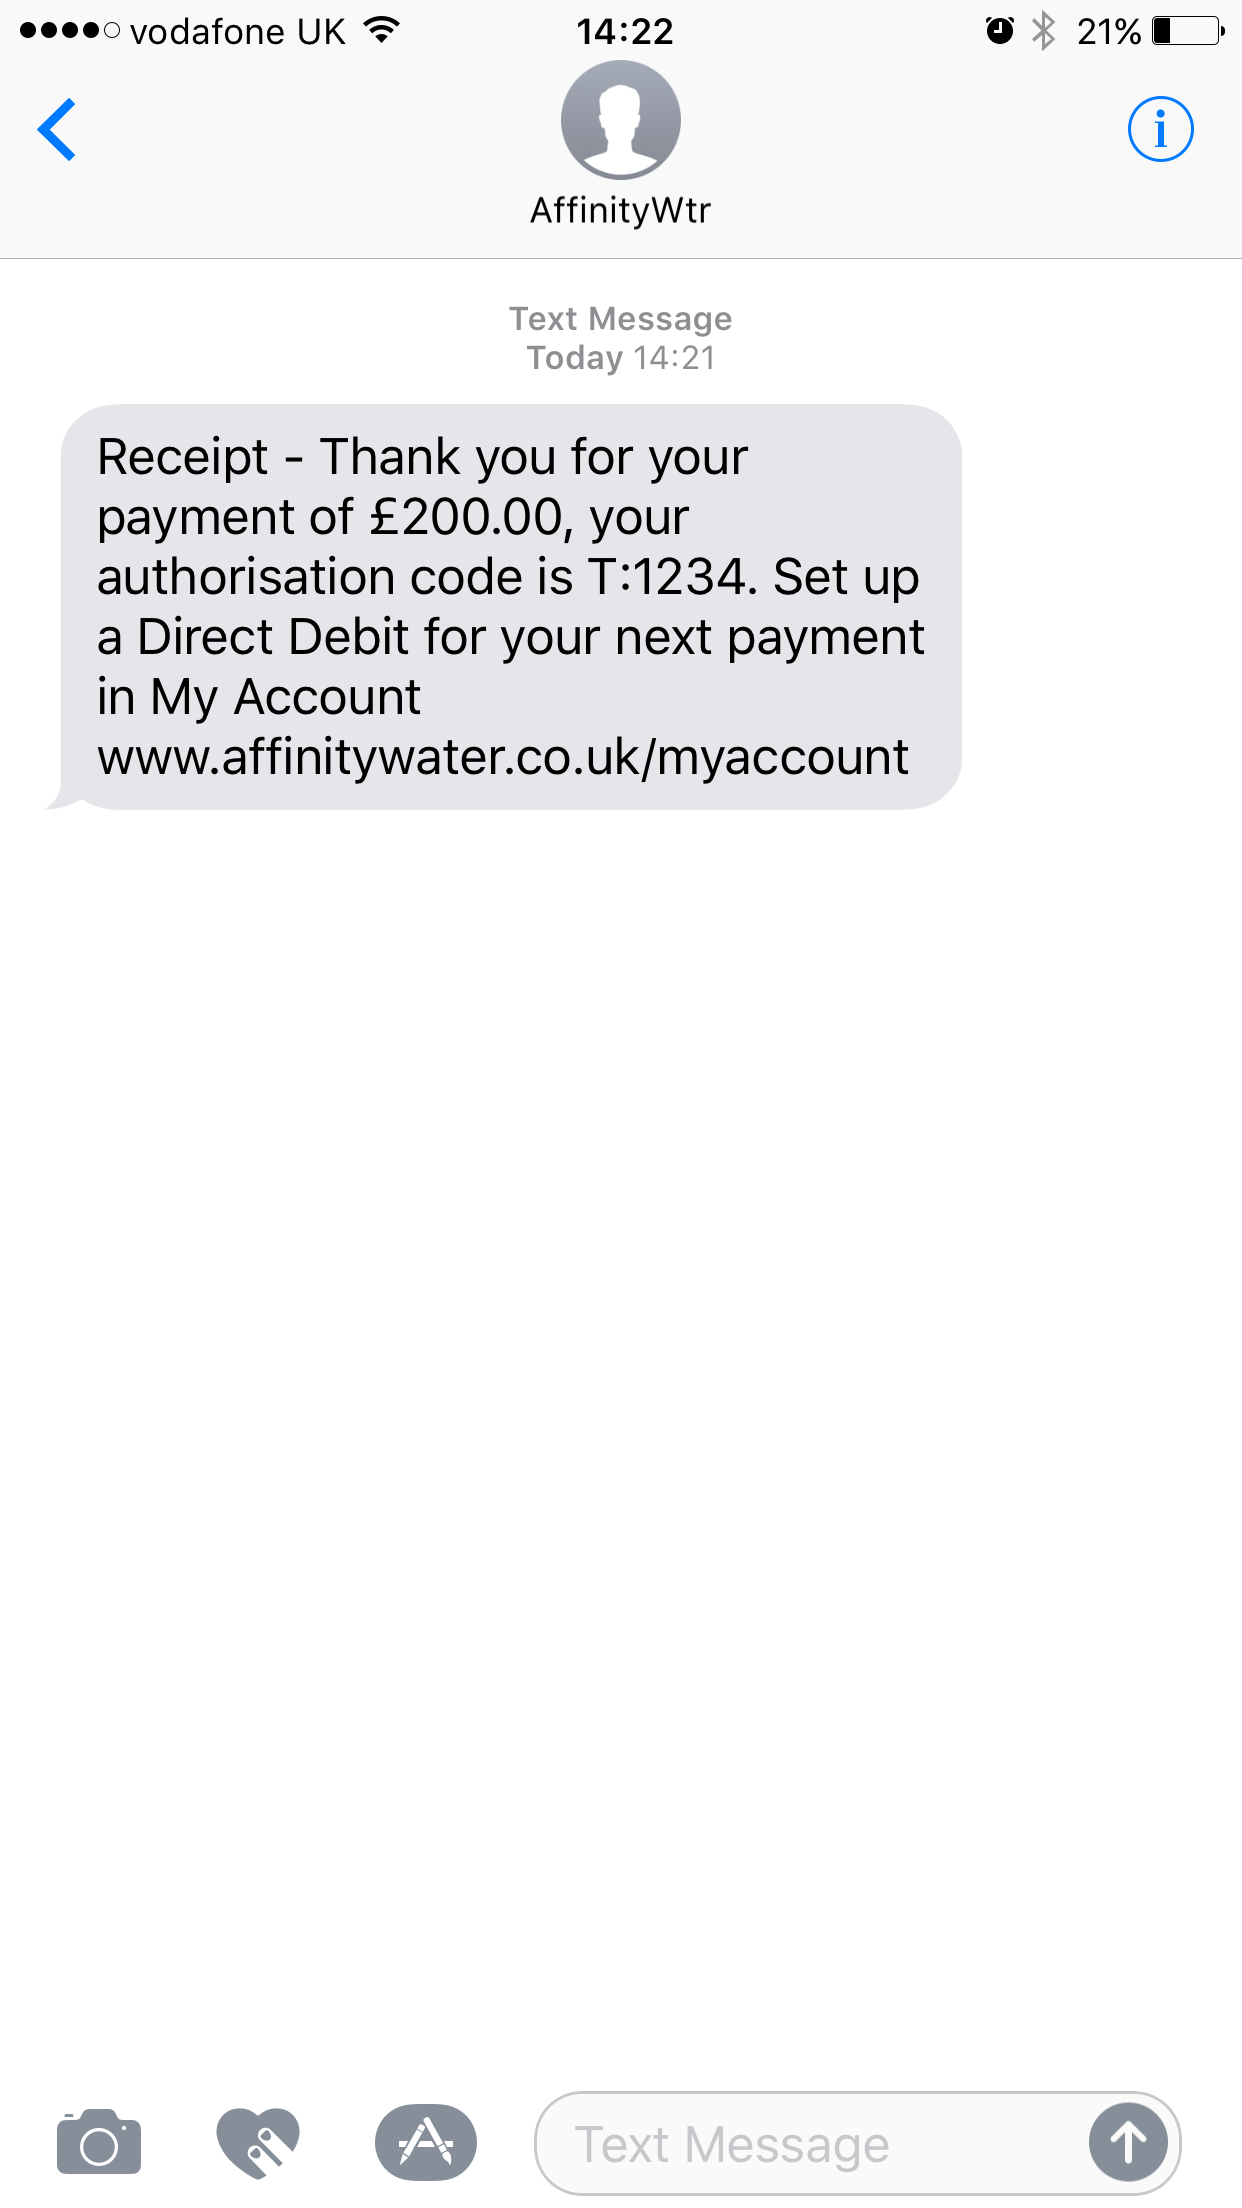 vodafone UK 14:22 21%
AffinityWtr
Text Message
Today 14:21
Receipt - Thank you for your
payment of £200.00, your
authorisation code is T:1234. Set up
a Direct Debit for your next payment
in My Account
www.affinitywater.co.uk/myaccount
Text Message